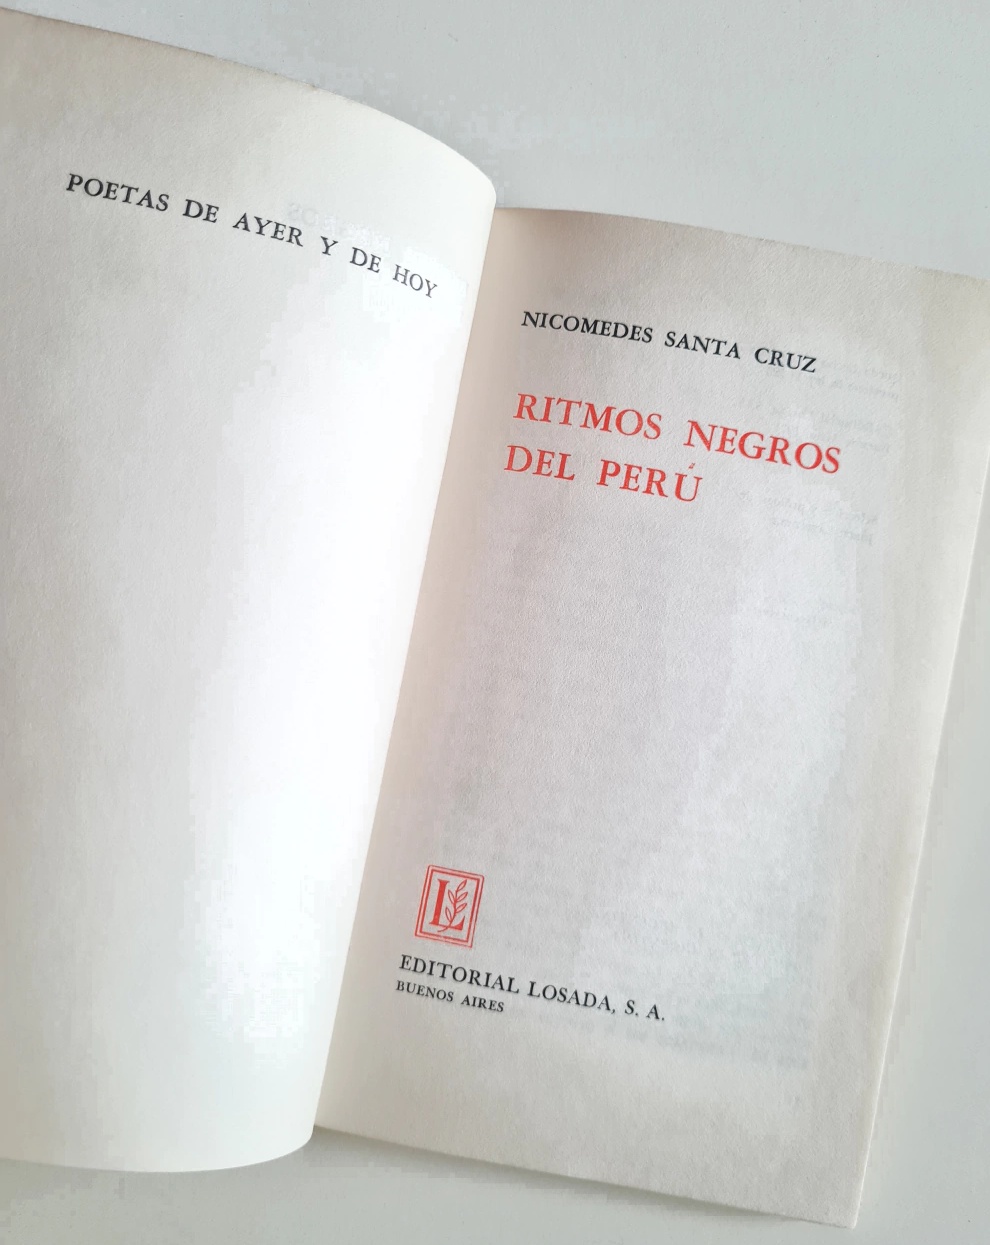 POETAS DE AYER Y DE HOY
NICOMEDES SANTA CRUZ
RITMOS NEGROS
DEL PERÚ
L
EDITORIAL LOSADA, S. A.
BUENOS AIRES